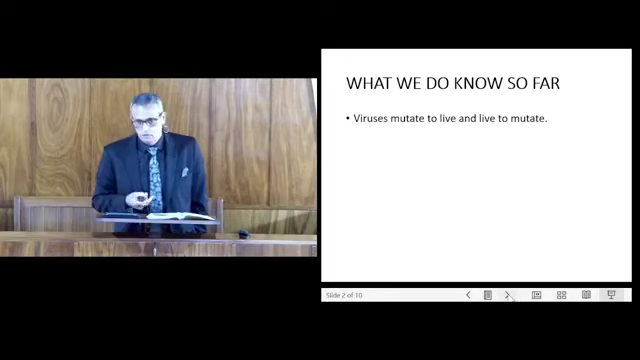 WHAT WE DO KNOW SO FAR
• Viruses mutate to live and live to mutate.
Slide 2 of 10